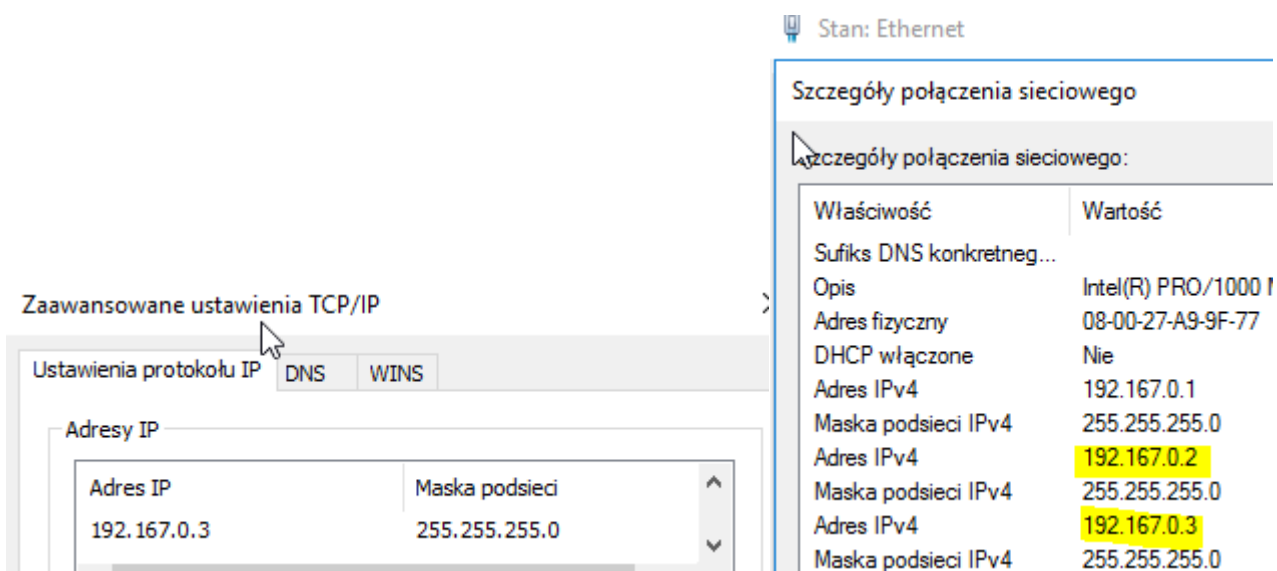 Stan: Ethernet
Szczegóły połączenia sieciowego
zczegóły połączenia sieciowego:
Właściwość Wartość
Sufiks DNS konkretneg...
Opis Intel(R) PRO/1000
Adres fizyczny 08-00-27-A9-9F-77
DHCP włączone Nie
Adres IPv4 192.167.0.1
Maska podsieci IPv4 255.255.255.0
Adres IPv4 192.167.0.2
Maska podsieci IPv4 255.255.255.0
Adres IPv4 192.167.0.3
Maska podsieci IPv4 255.255.255.0
Zaawansowane ustawienia TCP/IP
Ustawienia protokołu IP DNS WINS
Adresy IP
Adres IP Maska podsieci
192.167.0.3 255.255.255.0